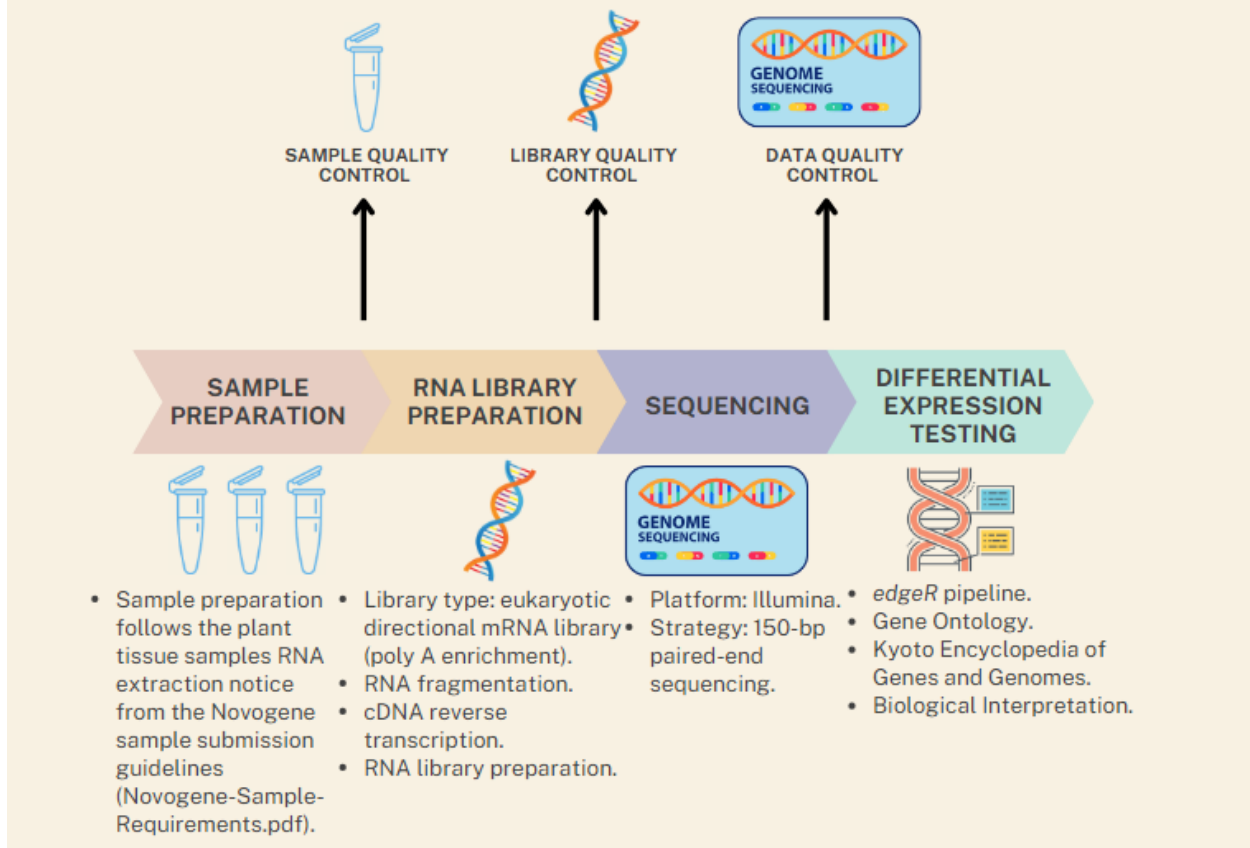 GENOME
SEQUENCING
SAMPLE QUALITY
CONTROL
LIBRARY QUALITY
CONTROL
DATA QUALITY
CONTROL
SAMPLE
PREPARATION
RNA LIBRARY
PREPARATION
SEQUENCING
DIFFERENTIAL
EXPRESSION
TESTING
GENOME
SEQUENCING
• Sample preparation
follows the plant
tissue samples RNA
extraction notice
from the Novogene
sample submission
guidelines
(Novogene-Sample-
Requirements.pdf).
• Library type: eukaryotic
directional mRNA library
(poly A enrichment).
• RNA fragmentation.
• cDNA reverse
transcription.
• RNA library preparation.
• Platform: Illumina.
• Strategy: 150-bp
paired-end
sequencing.
• edgeR pipeline.
• Gene Ontology.
• Kyoto Encyclopedia of
Genes and Genomes.
• Biological Interpretation.